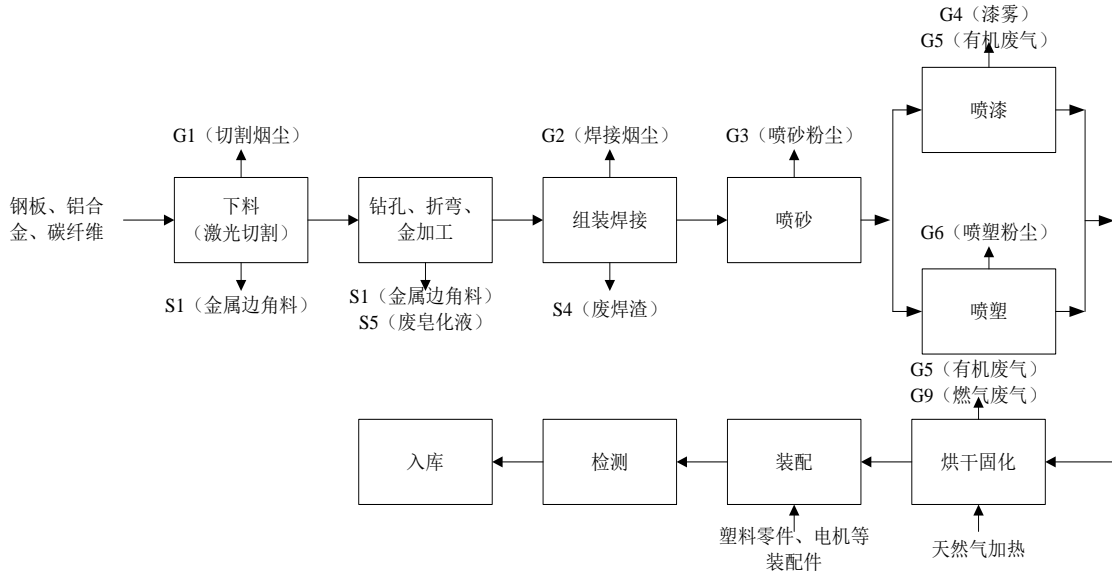 G4（漆雾）
G5（有机废气）
喷漆
G1（切割烟尘）
G2（焊接烟尘）
G3（喷砂粉尘）
钢板、铝合
金、碳纤维
下料
（激光切割）
钻孔、折弯、
金加工
组装焊接
喷砂
G6（喷塑粉尘）
喷塑
S1（金属边角料）
S1（金属边角料）
S5（废皂化液）
S4（废焊渣）
G5（有机废气）
G9（燃气废气）
入库
检测
装配
烘干固化
塑料零件、电机等
装配件
天然气加热